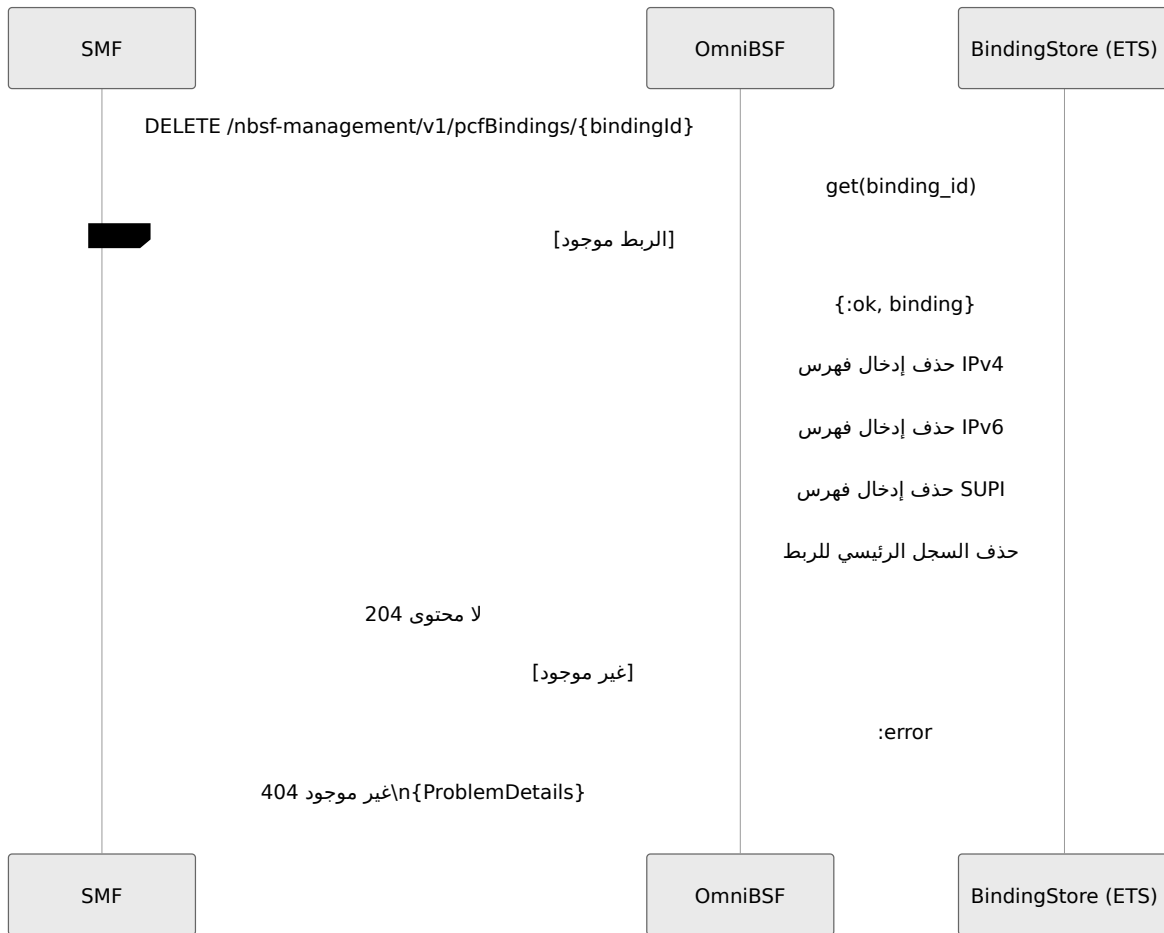 SMF
OmniBSF
BindingStore (ETS)
DELETE /nbsf-management/v1/pcfBindings/{bindingId}
get(binding_id)
[الربط موجود]
{:ok, binding}
حذف إدخال فهرس IPv4
حذف إدخال فهرس IPv6
حذف إدخال فهرس SUPI
حذف السجل الرئيسي للربط
204 لا محتوى
[غير موجود]
:error
404 غير موجود\n{ProblemDetails}
SMF
OmniBSF
BindingStore (ETS)